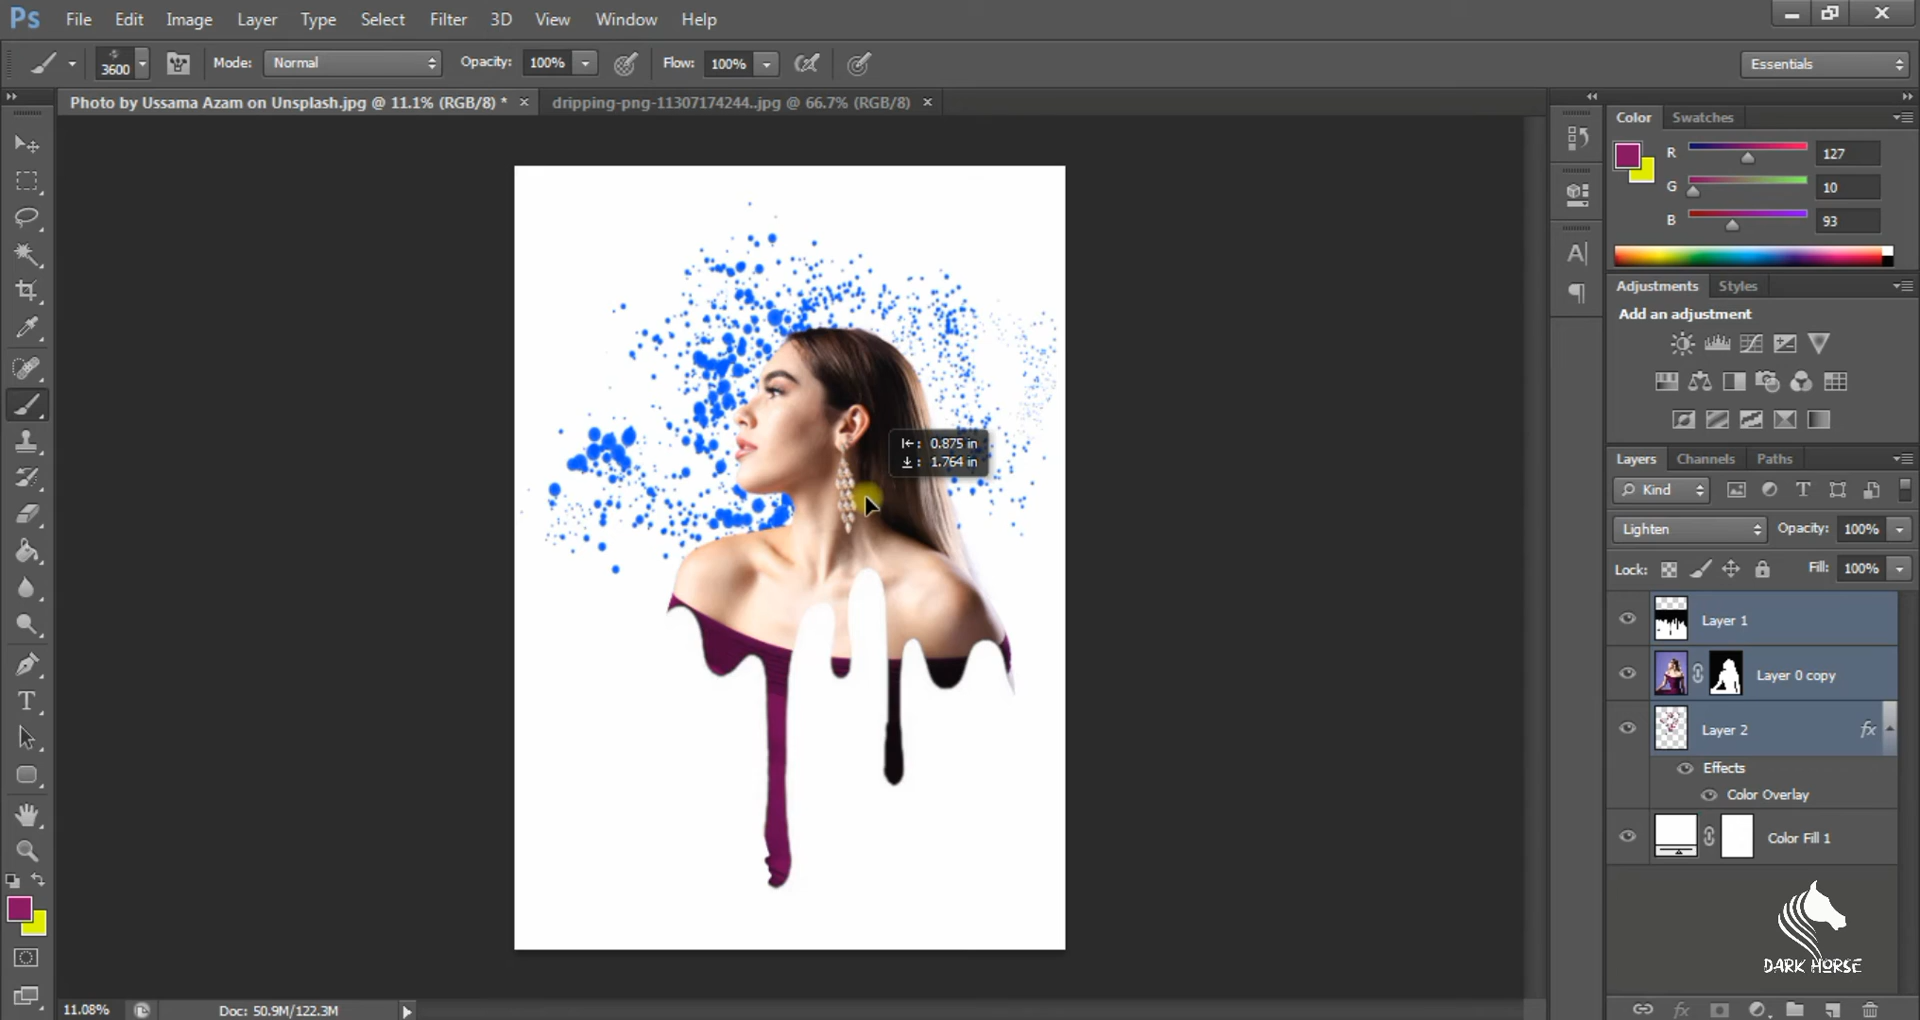 Ps File Edit Image Layer Type Select Filter 3D View Window Help
3600 Mode: Normal Opacity: 100% Flow: 100% Essentials
Photo by Ussama Azam on Unsplash.jpg @ 11.1% (RGB/8) * × dripping-png-11307174244..jpg @ 66.7% (RGB/8) ×
Color Swatches
R 127
G 10
B 93
Adjustments Styles
Add an adjustment
0.875 in
1.764 in
Layers Channels Paths
Kind
Lighten Opacity: 100%
Lock: Fill: 100%
Layer 1
Layer 0 copy
Layer 2 fx
Effects
Color Overlay
Color Fill 1
DARK HORSE
11.08% Doc: 50.9M/122.3M